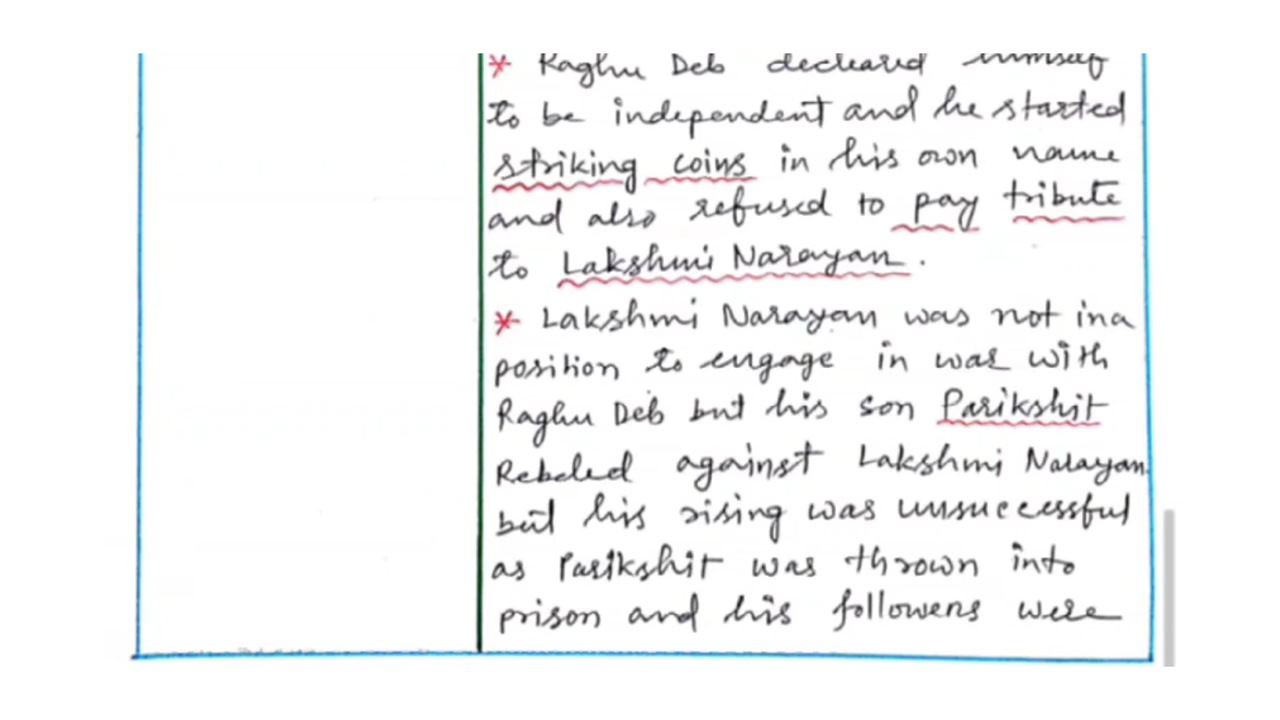 * Raghu Deb decleared himself
to be independent and he started
striking coins in his own name
and also refused to pay tribute
to Lakshmi Narayan.
* Lakshmi Narayan was not in a
position to engage in war with
Raghu Deb but his son Parikshit
Rebeled against Lakshmi Narayan
but his rising was unsuccessful
as Parikshit was thrown into
prison and his followers were